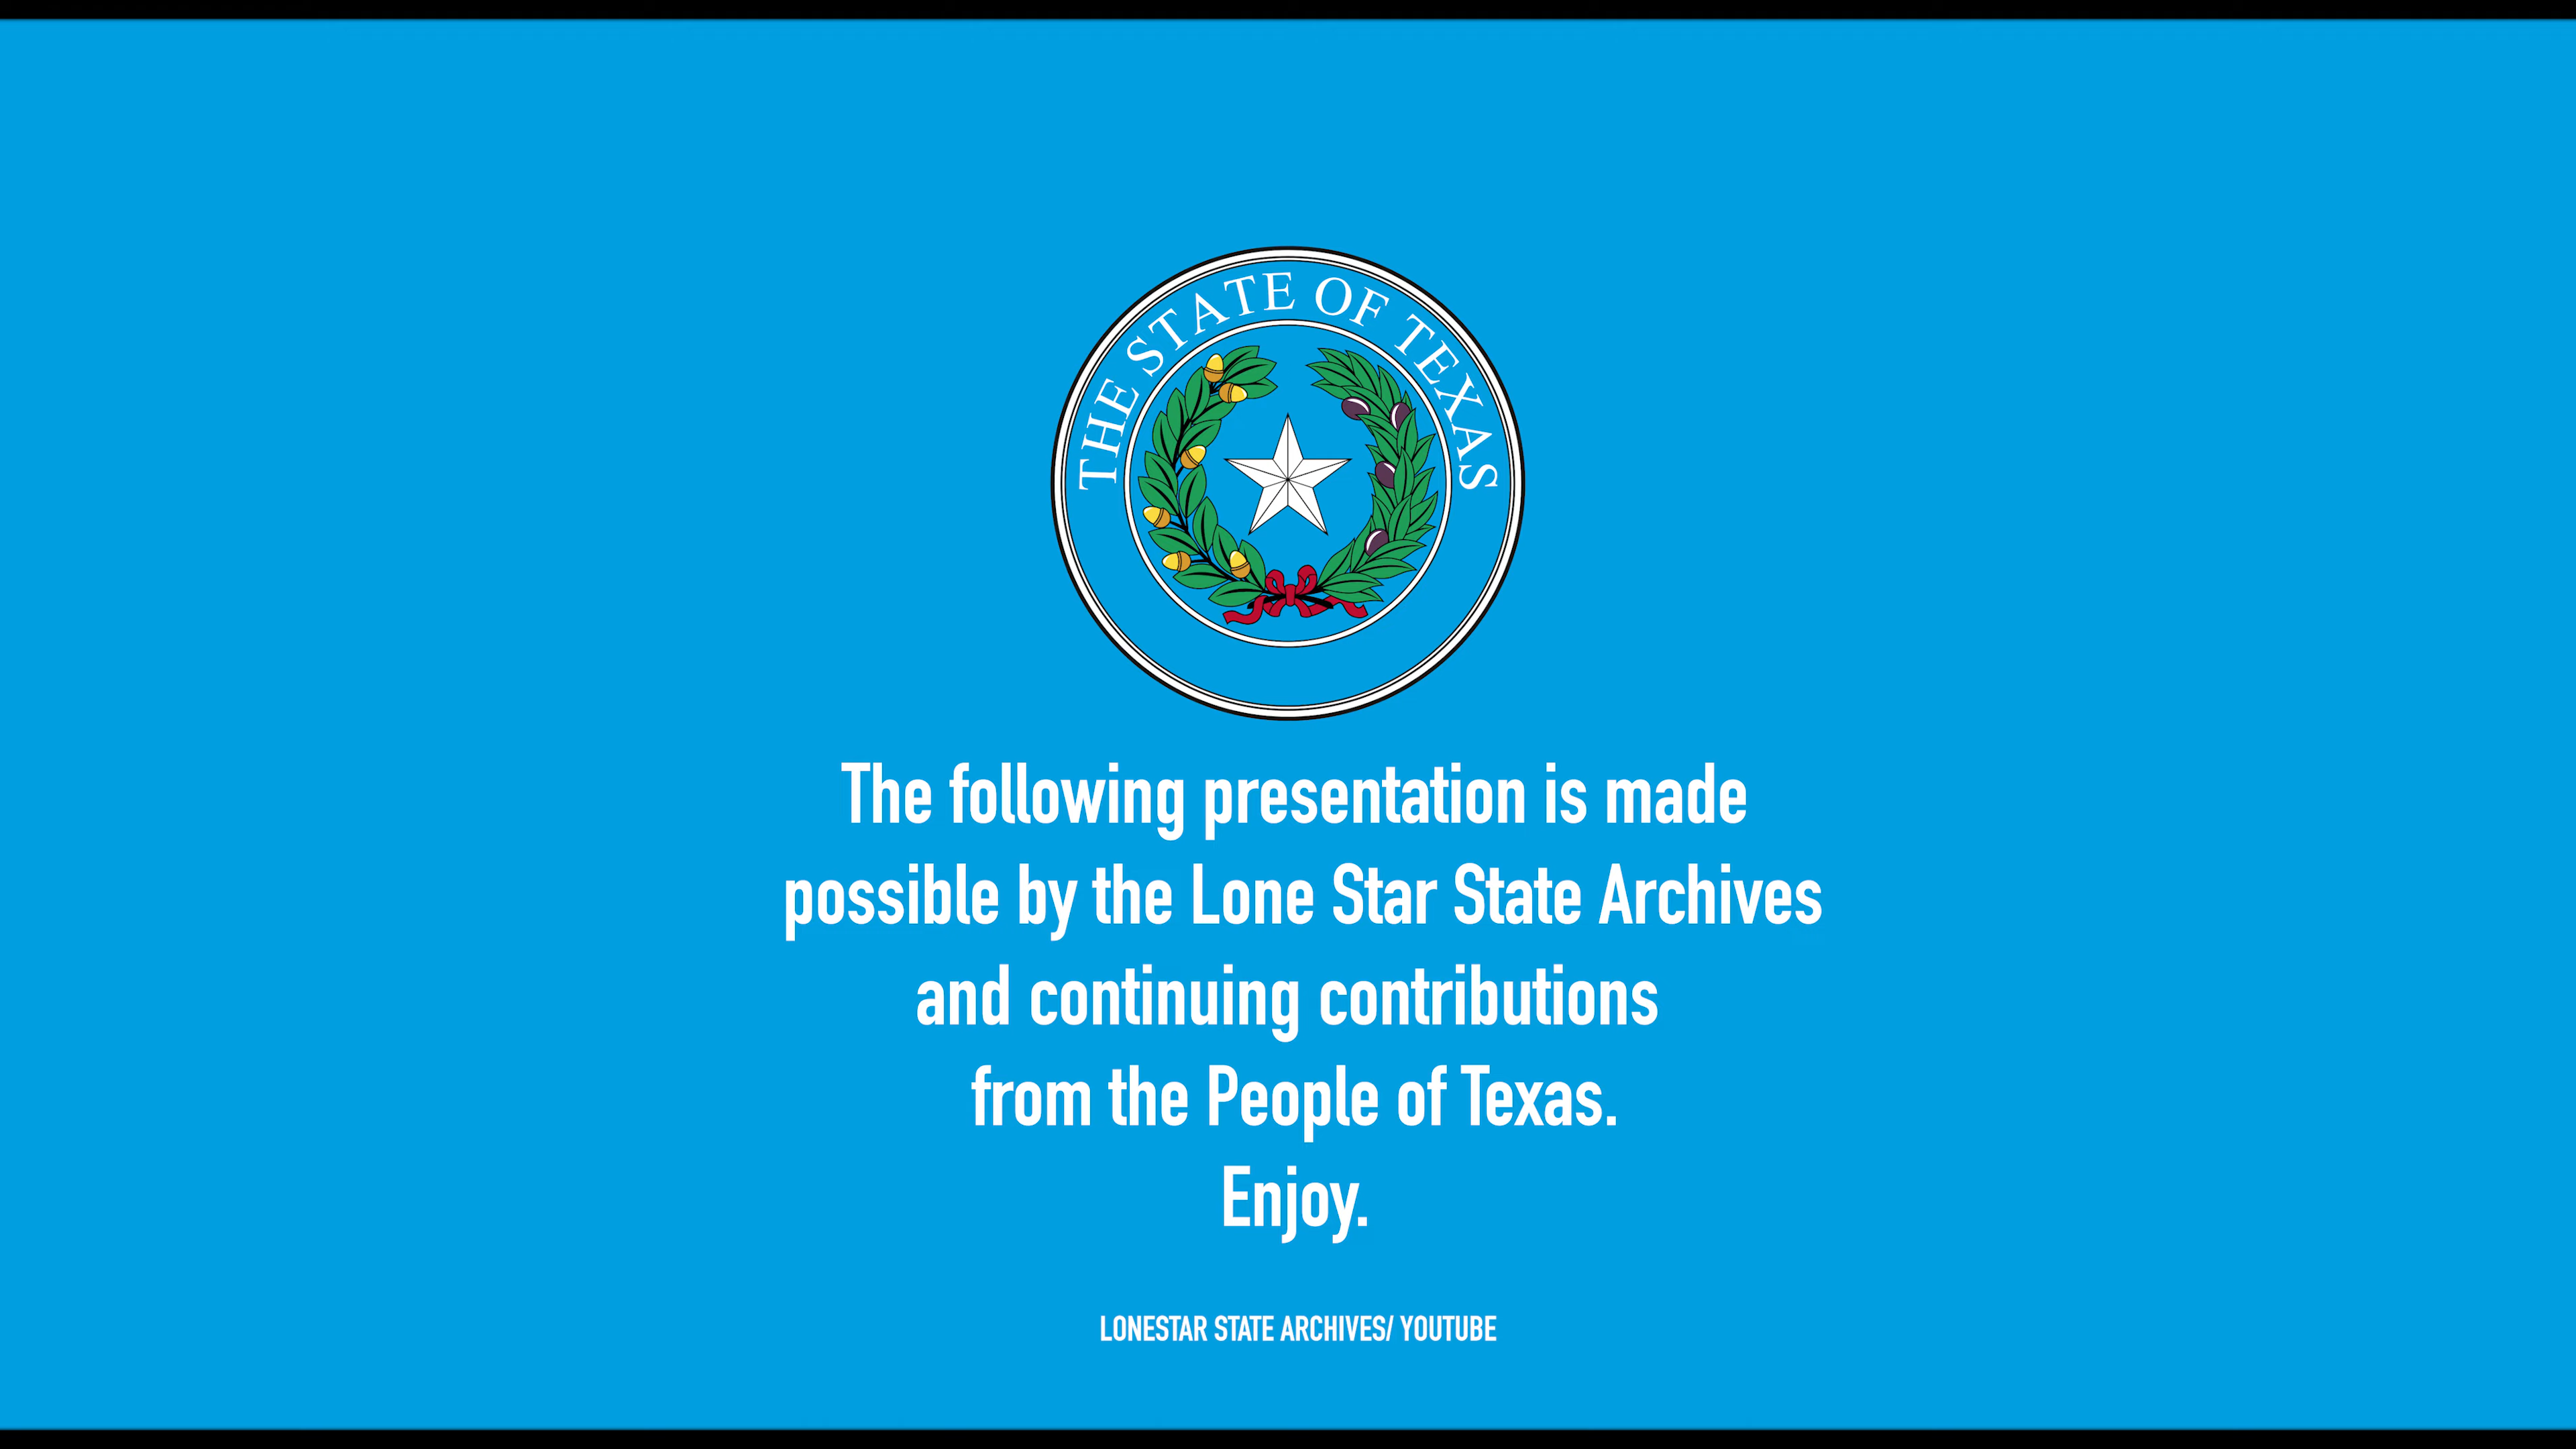 THE STATE OF TEXAS
The following presentation is made
possible by the Lone Star State Archives
and continuing contributions
from the People of Texas.
Enjoy.
LONESTAR STATE ARCHIVES/ YOUTUBE